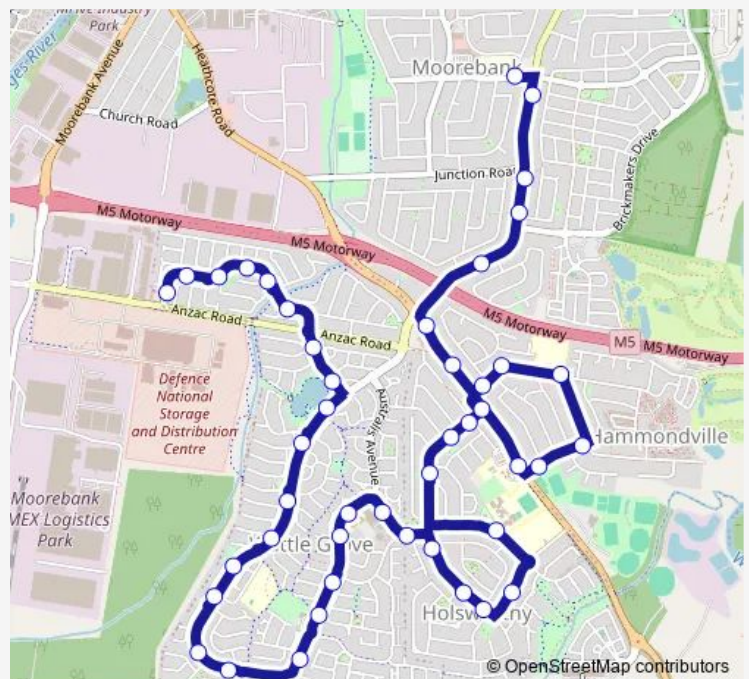 Park
Moorebank Avenue
Heathcote Road
Moorebank
Church Road
Junction Road
Brickmakers Drive
M5 Motorway
M5 Motorway
M5 Motorway
M5
M5 Motorway
Anzac Road
Anzac Road
Defence
National
Storage
and Distribution
Centre
Australis Avenue
Hammondville
Moorebank
Logistics
Park
Grove
© OpenStreetMap contributors